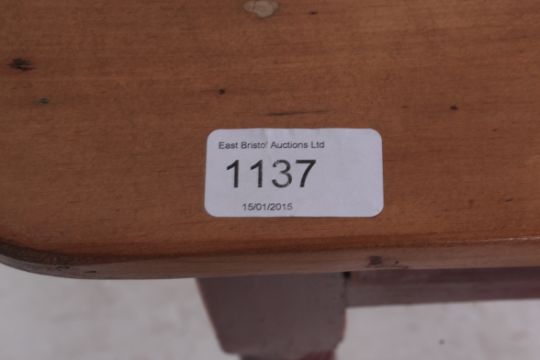 East Bristol Auctions Ltd
1137
15/01/2015